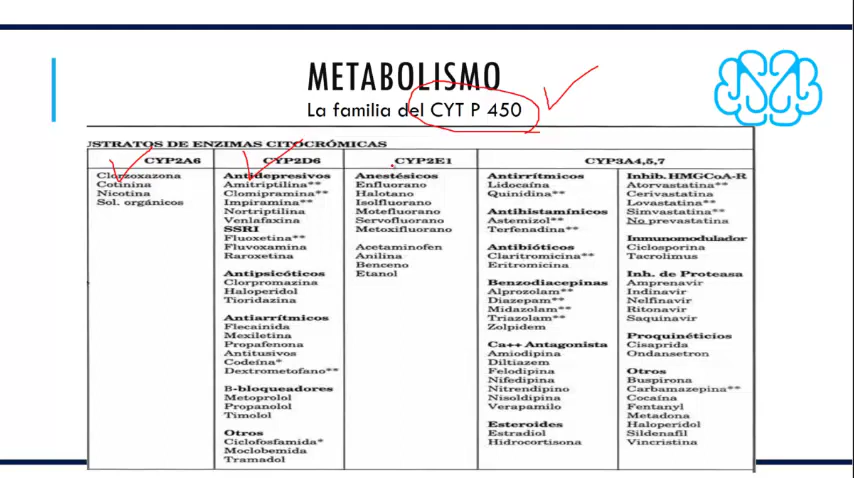 METABOLISMO
La familia del CYT P 450
USTRATOS DE ENZIMAS CITOCRÓMICAS
CYP2A6
Clorzoxazona
Cotinina
Nicotina
Sol. orgánicos
CYP2D6
Antidepresivos
Amitriptilina**
Clomipramina**
Impiramina**
Nortriptilina
Venlafaxina
SSRI
Fluoxetina**
Fluvoxamina
Raroxetina
Antipsicóticos
Clorpromazina
Haloperidol
Tioridazina
Antiarrítmicos
Flecainida
Mexiletina
Propafenona
Antitusivos
Codeína*
Dextrometofano**
B-bloqueadores
Metoprolol
Propanolol
Timolol
Otros
Ciclofosfamida*
Moclobemida
Tramadol
CYP2E1
Anestésicos
Enfluorano
Halotano
Isolfluorano
Motefluorano
Servofluorano
Metoxifluorano
Acetaminofen
Anilina
Benceno
Etanol
CYP3A4,5,7
Antirrítmicos
Lidocaína
Quinidina**
Antibistamínicos
Astemizol**
Terfenadina**
Antibióticos
Claritromicina**
Eritromicina
Benzodiacepinas
Alprozolam**
Diazepam**
Midazolam**
Triazolam**
Zolpidem
Ca++ Antagonista
Amiodipina
Diltiazem
Felodipina
Nifedipina
Nitrendipino
Nisoldipina
Verapamilo
Esteroides
Estradiol
Hidrocortisona
Inhib.HMGCoA-R
Atorvastatina**
Cerivastatina
Lovastatina**
Simvastatina**
No prevastatina
Inmunomodulador
Ciclosporina
Tacrolimus
Inh. de Proteasa
Amprenavir
Indinavir
Nelfinavir
Ritonavir
Saquinavir
Proquinéticios
Cisaprida
Ondansetron
Otros
Buspirona
Carbamazepina**
Cocaína
Fentanyl
Metadona
Haloperidol
Sildenafil
Vincristina